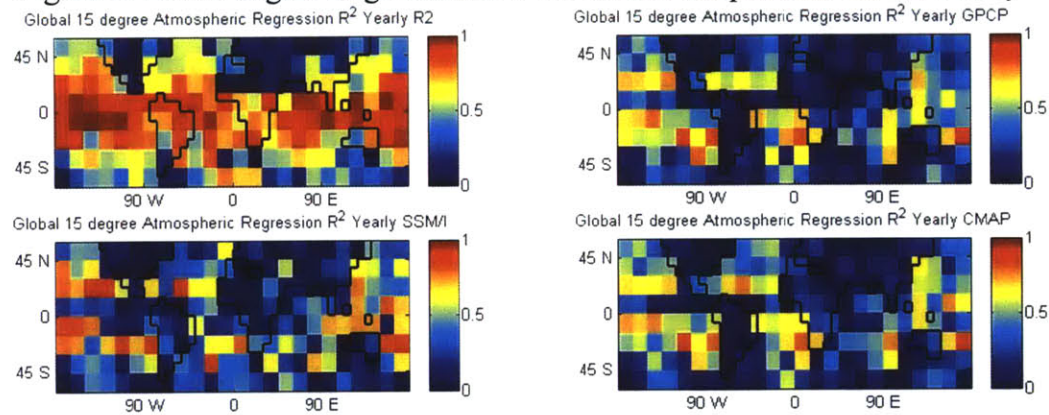 Global 15 degree Atmospheric Regression R² Yearly R2
45 N
0
45 S
90 W 0 90 E
1
0.5
0
Global 15 degree Atmospheric Regression R² Yearly GPCP
45 N
0
45 S
90 W 0 90 E
1
0.5
0
Global 15 degree Atmospheric Regression R² Yearly SSM/I
45 N
0
45 S
90 W 0 90 E
1
0.5
0
Global 15 degree Atmospheric Regression R² Yearly CMAP
45 N
0
45 S
90 W 0 90 E
1
0.5
0